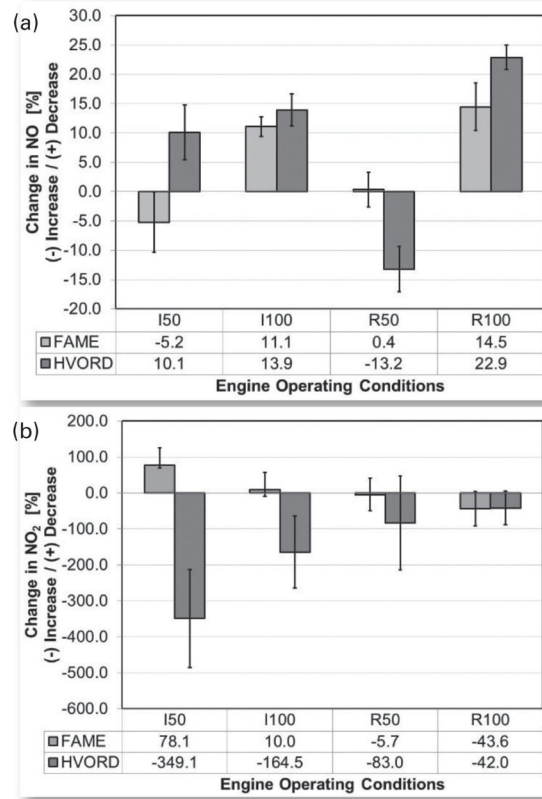 (a)
30.0
25.0
20.0
15.0
10.0
5.0
0.0
-5.0
-10.0
-15.0
-20.0
Change in NO [%]
(-) Increase / (+) Decrease
I50 I100 R50 R100
FAME -5.2 11.1 0.4 14.5
HVORD 10.1 13.9 -13.2 22.9
Engine Operating Conditions
(b)
200.0
100.0
0.0
-100.0
-200.0
-300.0
-400.0
-500.0
-600.0
Change in NO₂ [%]
(-) Increase / (+) Decrease
I50 I100 R50 R100
FAME 78.1 10.0 -5.7 -43.6
HVORD -349.1 -164.5 -83.0 -42.0
Engine Operating Conditions